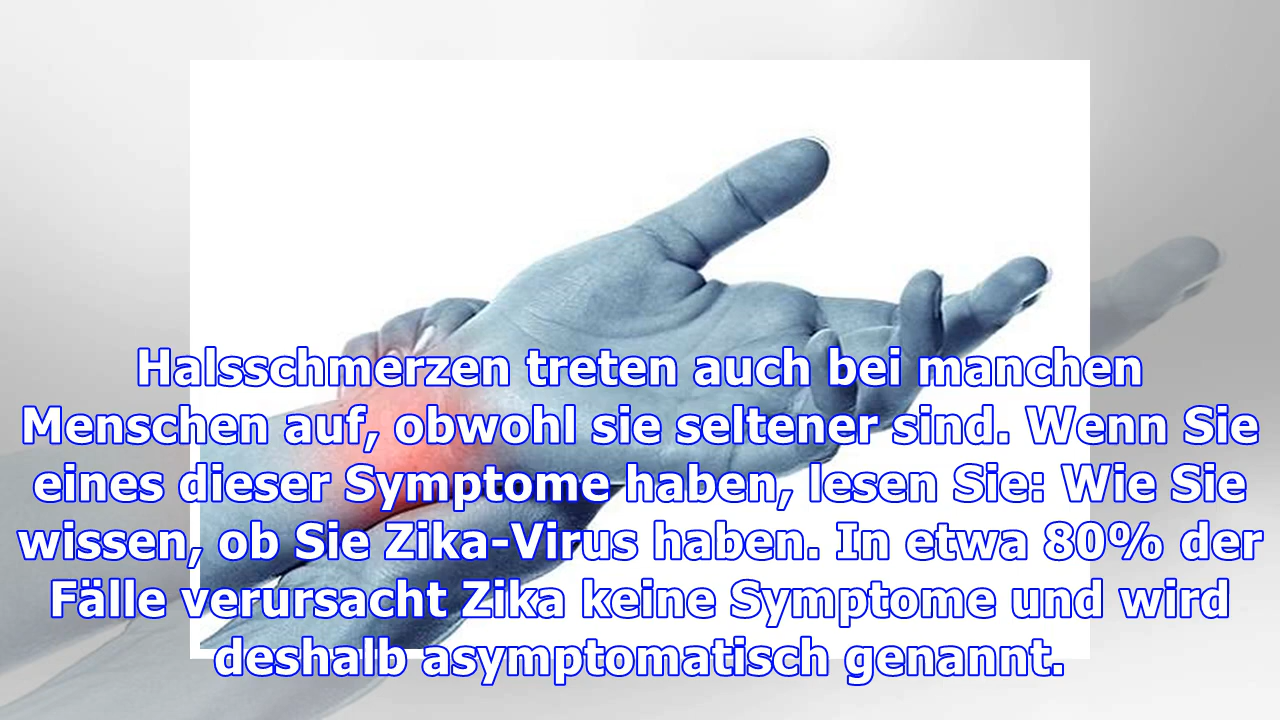 Halsschmerzen treten auch bei manchen
Menschen auf, obwohl sie seltener sind. Wenn Sie
eines dieser Symptome haben, lesen Sie: Wie Sie
wissen, ob Sie Zika-Virus haben. In etwa 80% der
Fälle verursacht Zika keine Symptome und wird
deshalb asymptomatisch genannt.